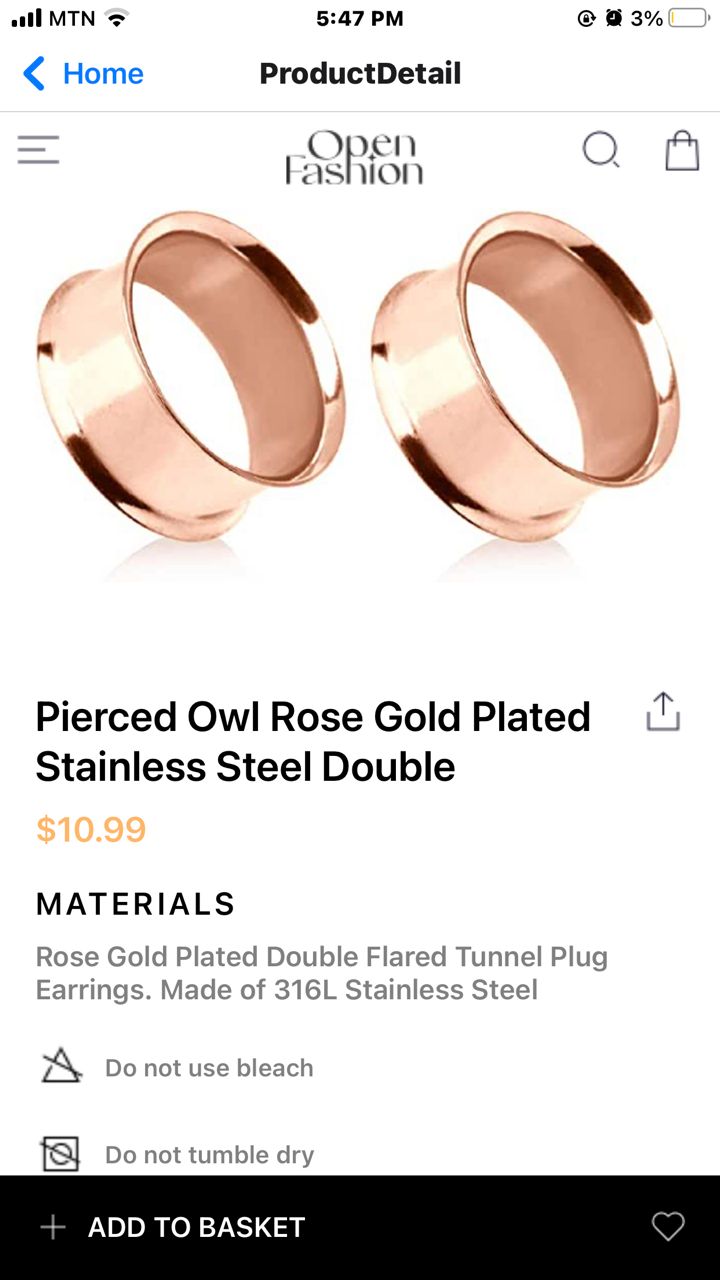 MTN 5:47 PM 3%
Home ProductDetail
Open
Fashion
Pierced Owl Rose Gold Plated
Stainless Steel Double
$10.99
MATERIALS
Rose Gold Plated Double Flared Tunnel Plug
Earrings. Made of 316L Stainless Steel
Do not use bleach
Do not tumble dry
ADD TO BASKET